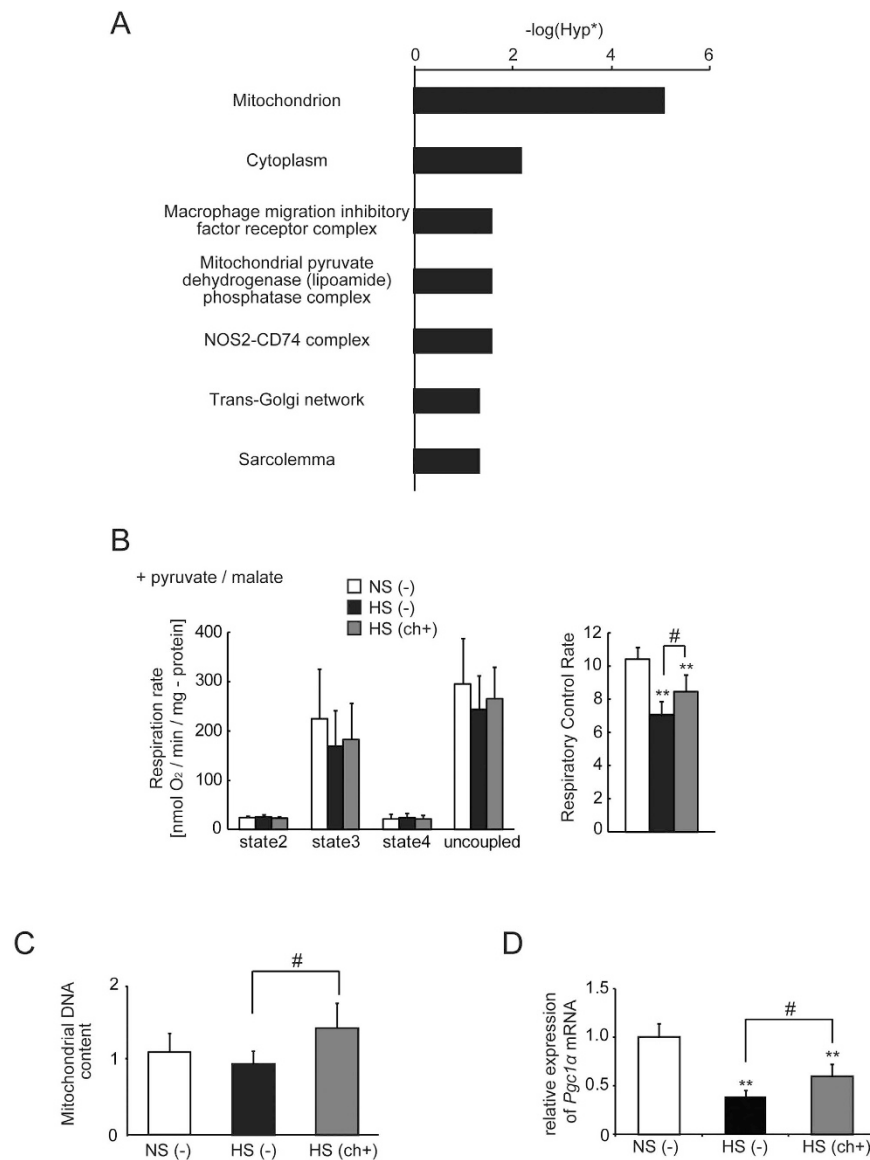 A
-log(Hyp*)
0 2 4 6
Mitochondrion
Cytoplasm
Macrophage migration inhibitory
factor receptor complex
Mitochondrial pyruvate
dehydrogenase (lipoamide)
phosphatase complex
NOS2-CD74 complex
Trans-Golgi network
Sarcolemma
B
+ pyruvate / malate
NS (-)
HS (-)
HS (ch+)
Respiration rate
[nmol O₂ / min / mg - protein]
400
300
200
100
0
state2 state3 state4 uncoupled
Respiratory Control Rate
12
10
8
6
4
2
0
#
** **
C
Mitochondrial DNA
content
2
1
0
#
NS (-) HS (-) HS (ch+)
D
relative expression
of Pgc1α mRNA
1.5
1.0
0.5
0
#
** **
NS (-) HS (-) HS (ch+)